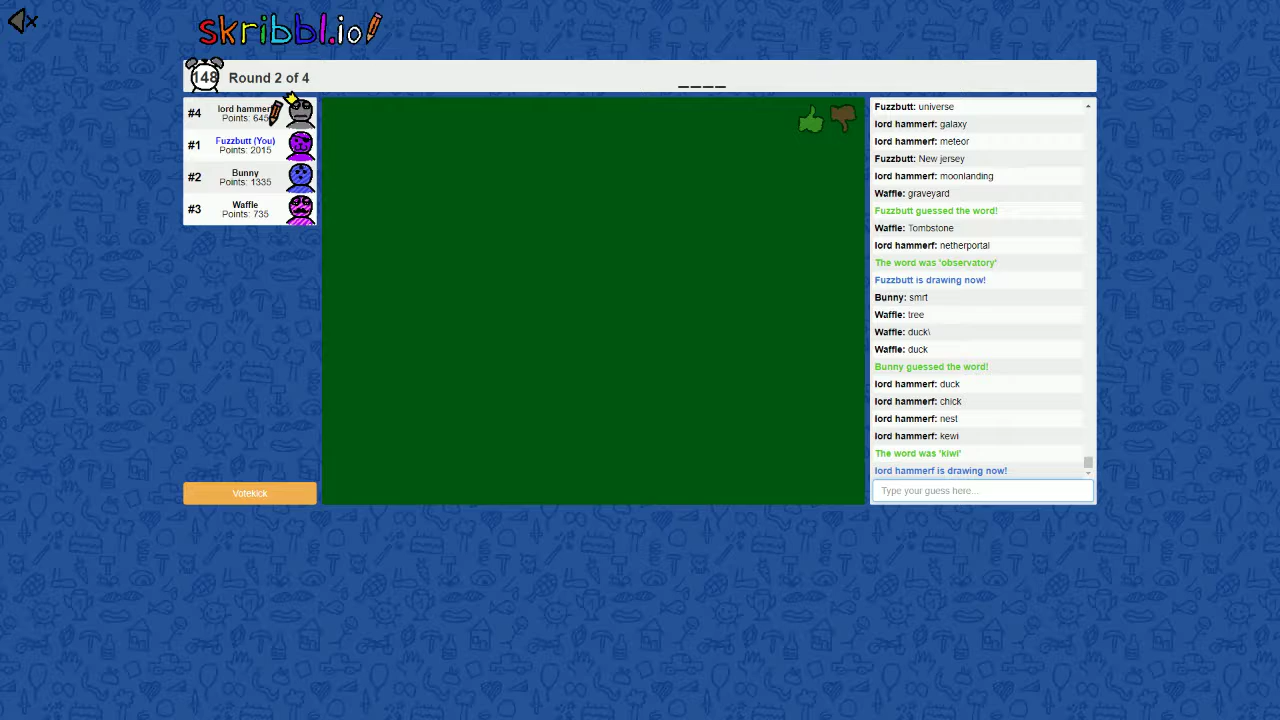 skribbl.io
148
Round 2 of 4
____
#4
lord hammerf
Points: 645
#1
Fuzzbutt (You)
Points: 2015
#2
Bunny
Points: 1335
#3
Waffle
Points: 735
Votekick
Fuzzbutt: universe
lord hammerf: galaxy
lord hammerf: meteor
Fuzzbutt: New jersey
lord hammerf: moonlanding
Waffle: graveyard
Fuzzbutt guessed the word!
Waffle: Tombstone
lord hammerf: netherportal
The word was 'observatory'
Fuzzbutt is drawing now!
Bunny: smrt
Waffle: tree
Waffle: duck\
Waffle: duck
Bunny guessed the word!
lord hammerf: duck
lord hammerf: chick
lord hammerf: nest
lord hammerf: kewi
The word was 'kiwi'
lord hammerf is drawing now!
Type your guess here...